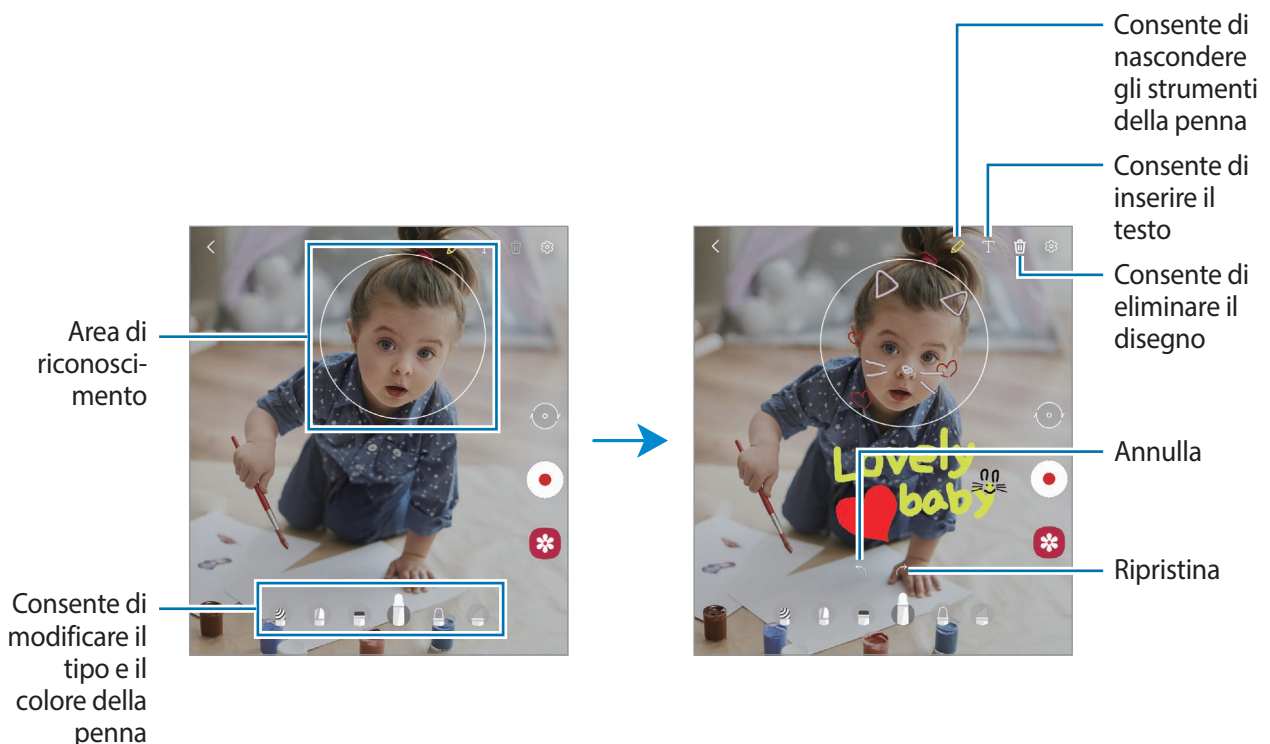 Consente di
nascondere
gli strumenti
della penna
Consente di
inserire il
testo
Consente di
eliminare il
disegno
Area di
riconosci-
mento
T
T
Lovely
baby
Annulla
Ripristina
Consente di
modificare il
tipo e il
colore della
penna